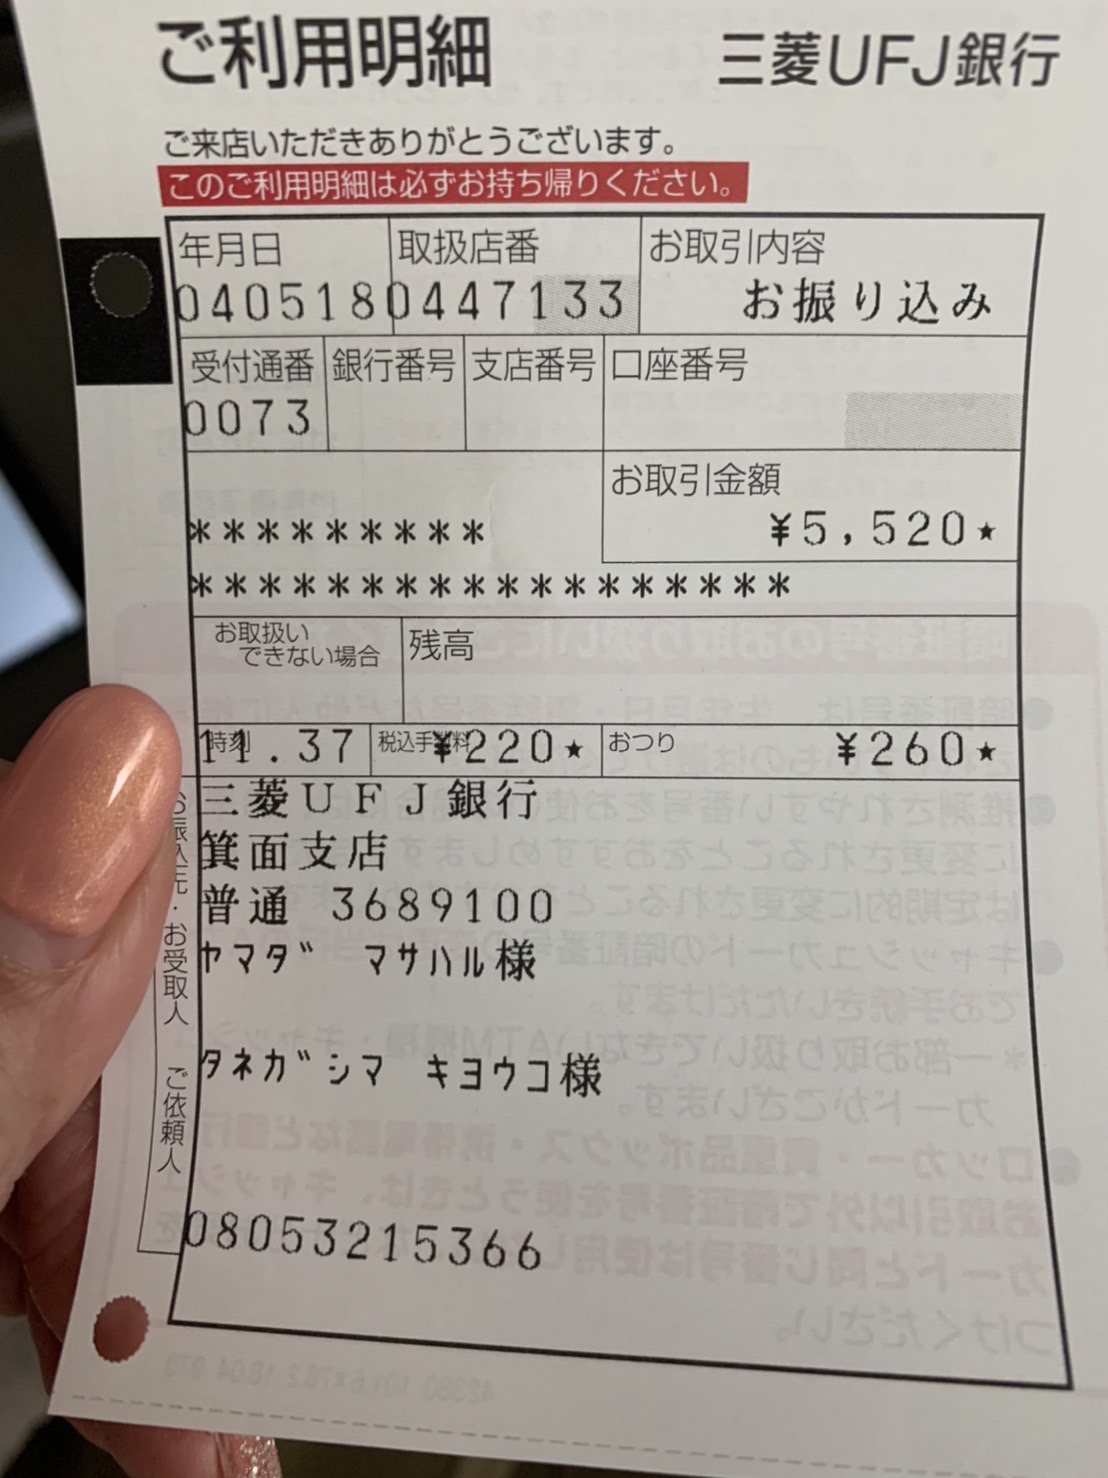 ご利用明細 三菱UFJ銀行
ご来店いただきありがとうございます。
このご利用明細は必ずお持ち帰りください。
年月日 取扱店番 お取引内容
040518 0447133 お振り込み
受付通番 銀行番号 支店番号 口座番号
0073
お取引金額
********* ¥5,520★
******************
お取扱い
できない場合 残高
時刻 11.37 税込手数料 ¥220★ おつり ¥260★
お振込先・お受取人 ご依頼人
三菱UFJ銀行
箕面支店
普通 3689100
ヤマダ マサハル様
タネガシマ キヨウコ様
08053215366